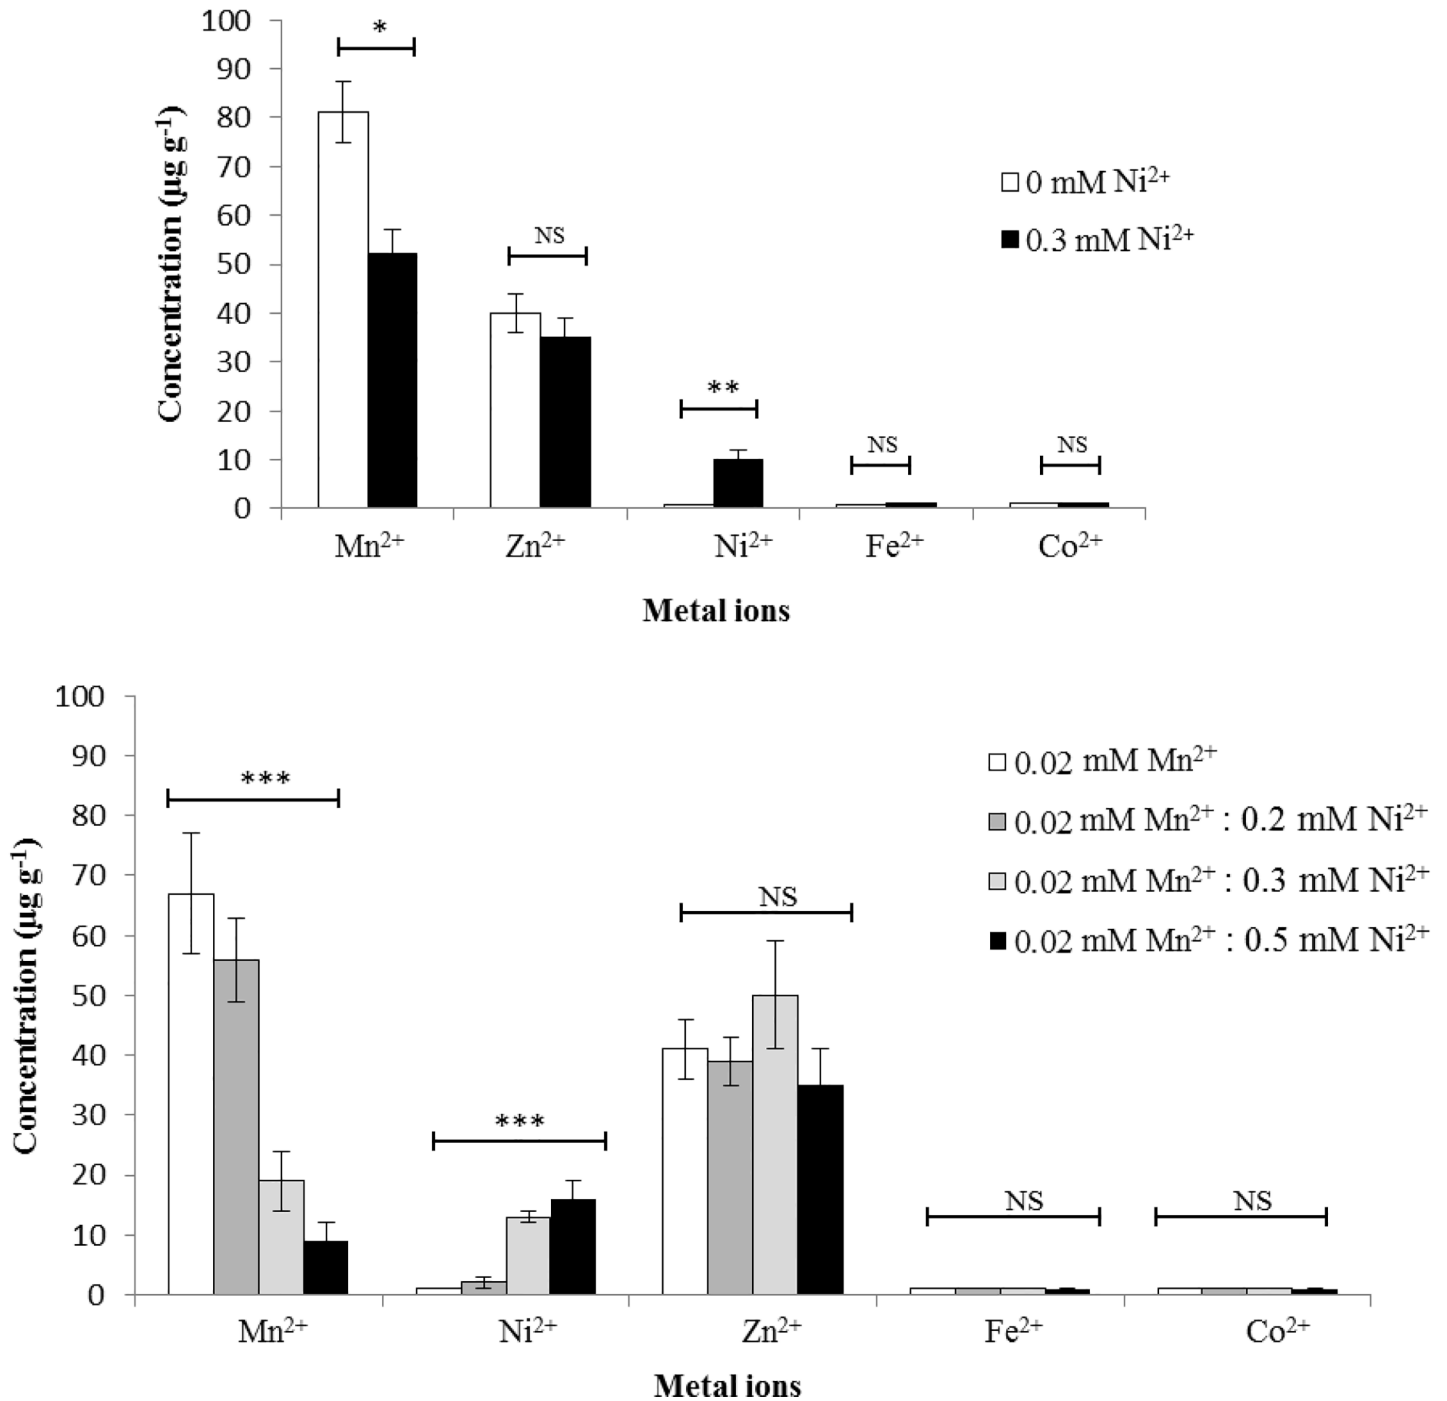 100
90
80
70
60
50
40
30
20
10
0
Concentration (µg g⁻¹)
*
NS
**
NS
NS
0 mM Ni²⁺
0.3 mM Ni²⁺
Mn²⁺ Zn²⁺ Ni²⁺ Fe²⁺ Co²⁺
Metal ions
100
90
80
70
60
50
40
30
20
10
0
Concentration (µg g⁻¹)
***
***
NS
NS
NS
0.02 mM Mn²⁺
0.02 mM Mn²⁺ : 0.2 mM Ni²⁺
0.02 mM Mn²⁺ : 0.3 mM Ni²⁺
0.02 mM Mn²⁺ : 0.5 mM Ni²⁺
Mn²⁺ Ni²⁺ Zn²⁺ Fe²⁺ Co²⁺
Metal ions